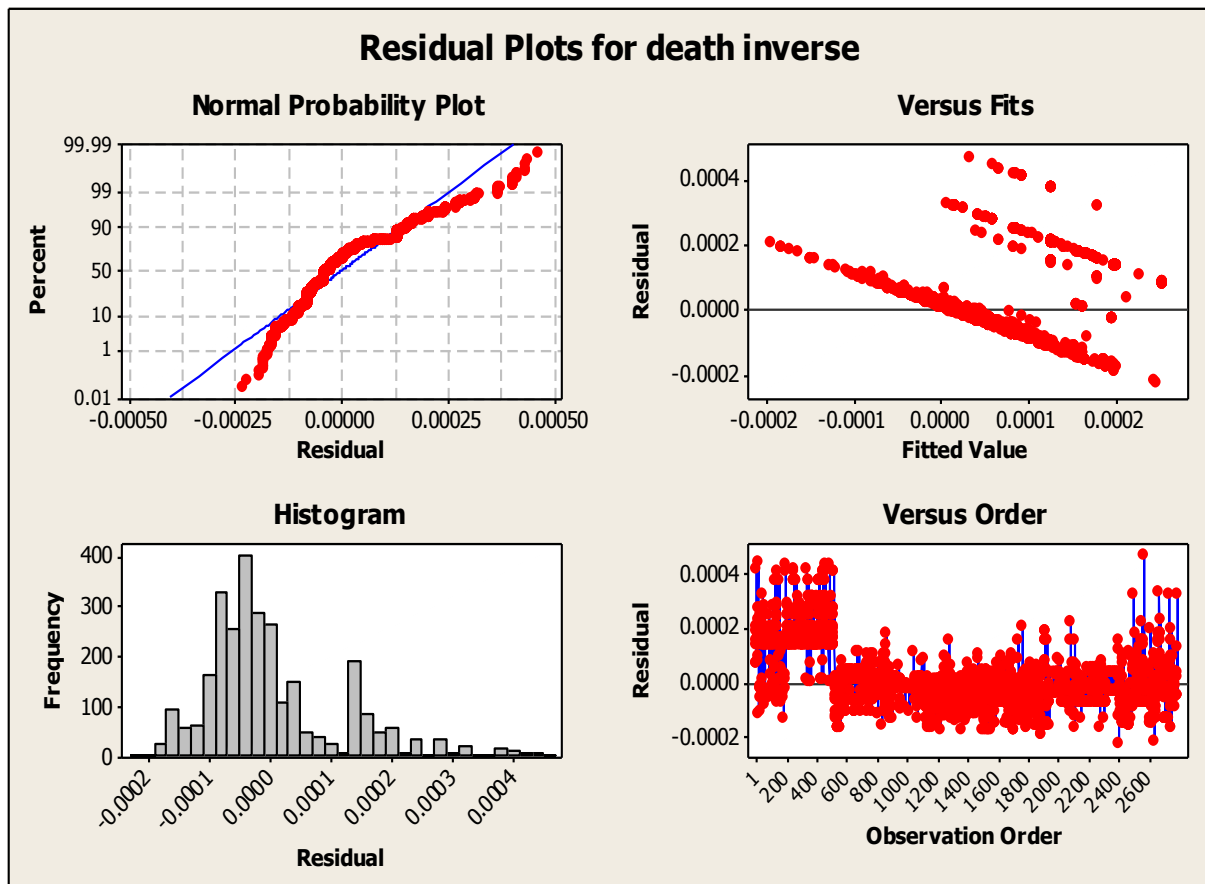 Residual Plots for death inverse
Normal Probability Plot
99.99
99
90
50
10
1
0.01
Percent
-0.00050 -0.00025 0.00000 0.00025 0.00050
Residual
Versus Fits
0.0004
0.0002
0.0000
-0.0002
Residual
-0.0002 -0.0001 0.0000 0.0001 0.0002
Fitted Value
Histogram
400
300
200
100
0
Frequency
-0.0002 -0.0001 0.0000 0.0001 0.0002 0.0003 0.0004
Residual
Versus Order
0.0004
0.0002
0.0000
-0.0002
Residual
1 200 400 600 800 1000 1200 1400 1600 1800 2000 2200 2400 2600
Observation Order